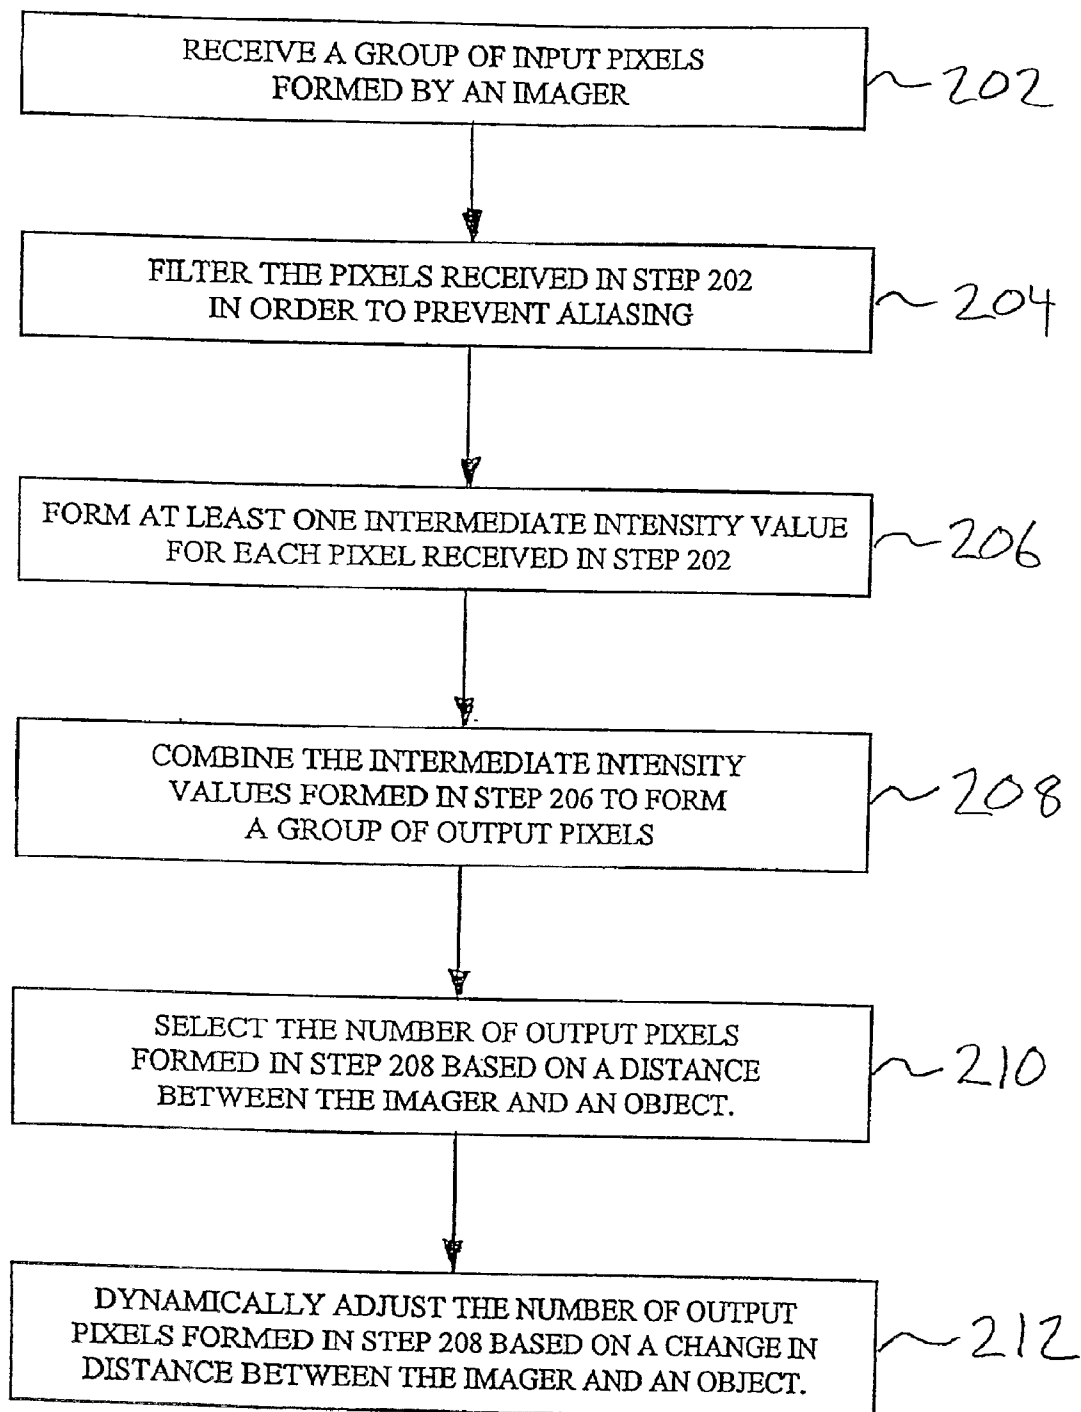 RECEIVE A GROUP OF INPUT PIXELS
FORMED BY AN IMAGER
202
FILTER THE PIXELS RECEIVED IN STEP 202
IN ORDER TO PREVENT ALIASING
204
FORM AT LEAST ONE INTERMEDIATE INTENSITY VALUE
FOR EACH PIXEL RECEIVED IN STEP 202
206
COMBINE THE INTERMEDIATE INTENSITY
VALUES FORMED IN STEP 206 TO FORM
A GROUP OF OUTPUT PIXELS
208
SELECT THE NUMBER OF OUTPUT PIXELS
FORMED IN STEP 208 BASED ON A DISTANCE
BETWEEN THE IMAGER AND AN OBJECT.
210
DYNAMICALLY ADJUST THE NUMBER OF OUTPUT
PIXELS FORMED IN STEP 208 BASED ON A CHANGE IN
DISTANCE BETWEEN THE IMAGER AND AN OBJECT.
212